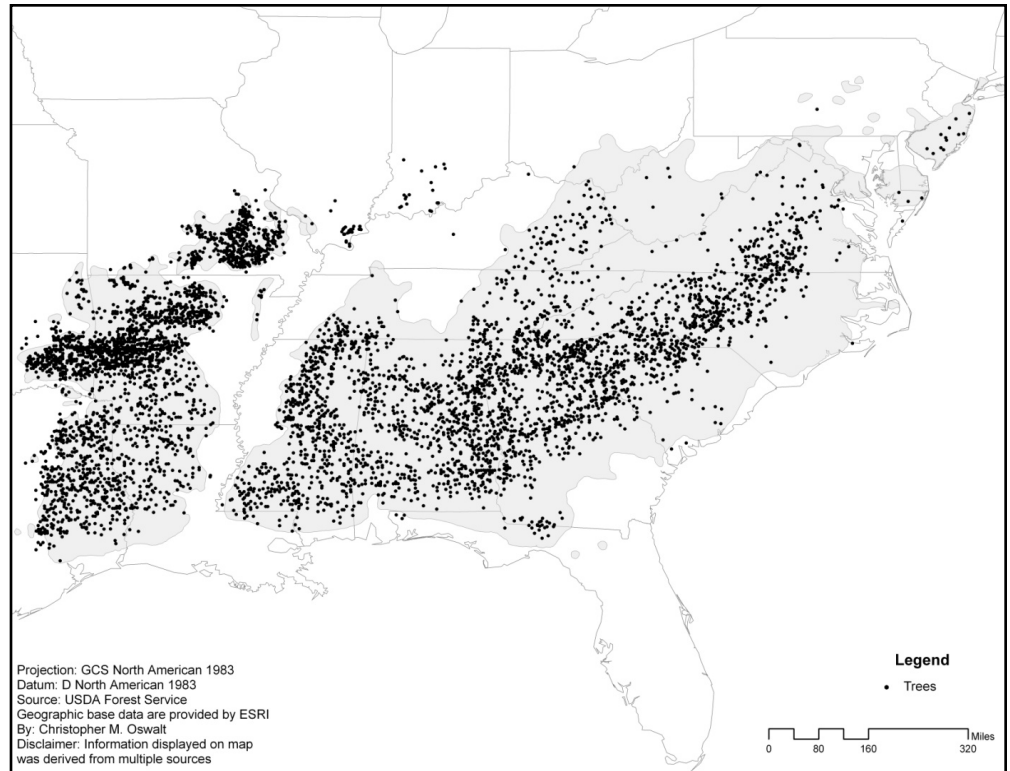 Projection: GCS North American 1983
Datum: D North American 1983
Source: USDA Forest Service
Geographic base data are provided by ESRI
By: Christopher M. Oswalt
Disclaimer: Information displayed on map
was derived from multiple sources
Legend
Trees
Miles
0 80 160 320